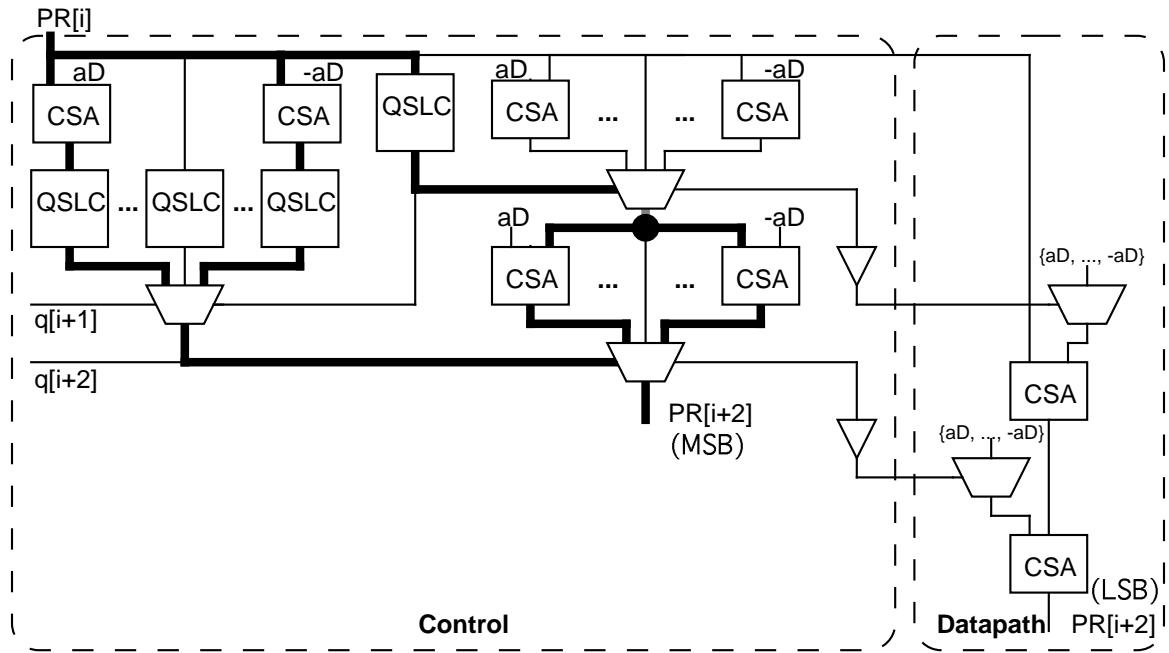 PR[i]
aD
-aD
aD
-aD
CSA
CSA
QSLC
CSA
...
...
CSA
QSLC
...
QSLC
...
QSLC
aD
-aD
CSA
...
...
CSA
{aD, ..., -aD}
q[i+1]
q[i+2]
CSA
PR[i+2]
(MSB)
{aD, ..., -aD}
CSA
(LSB)
Control
Datapath
PR[i+2]